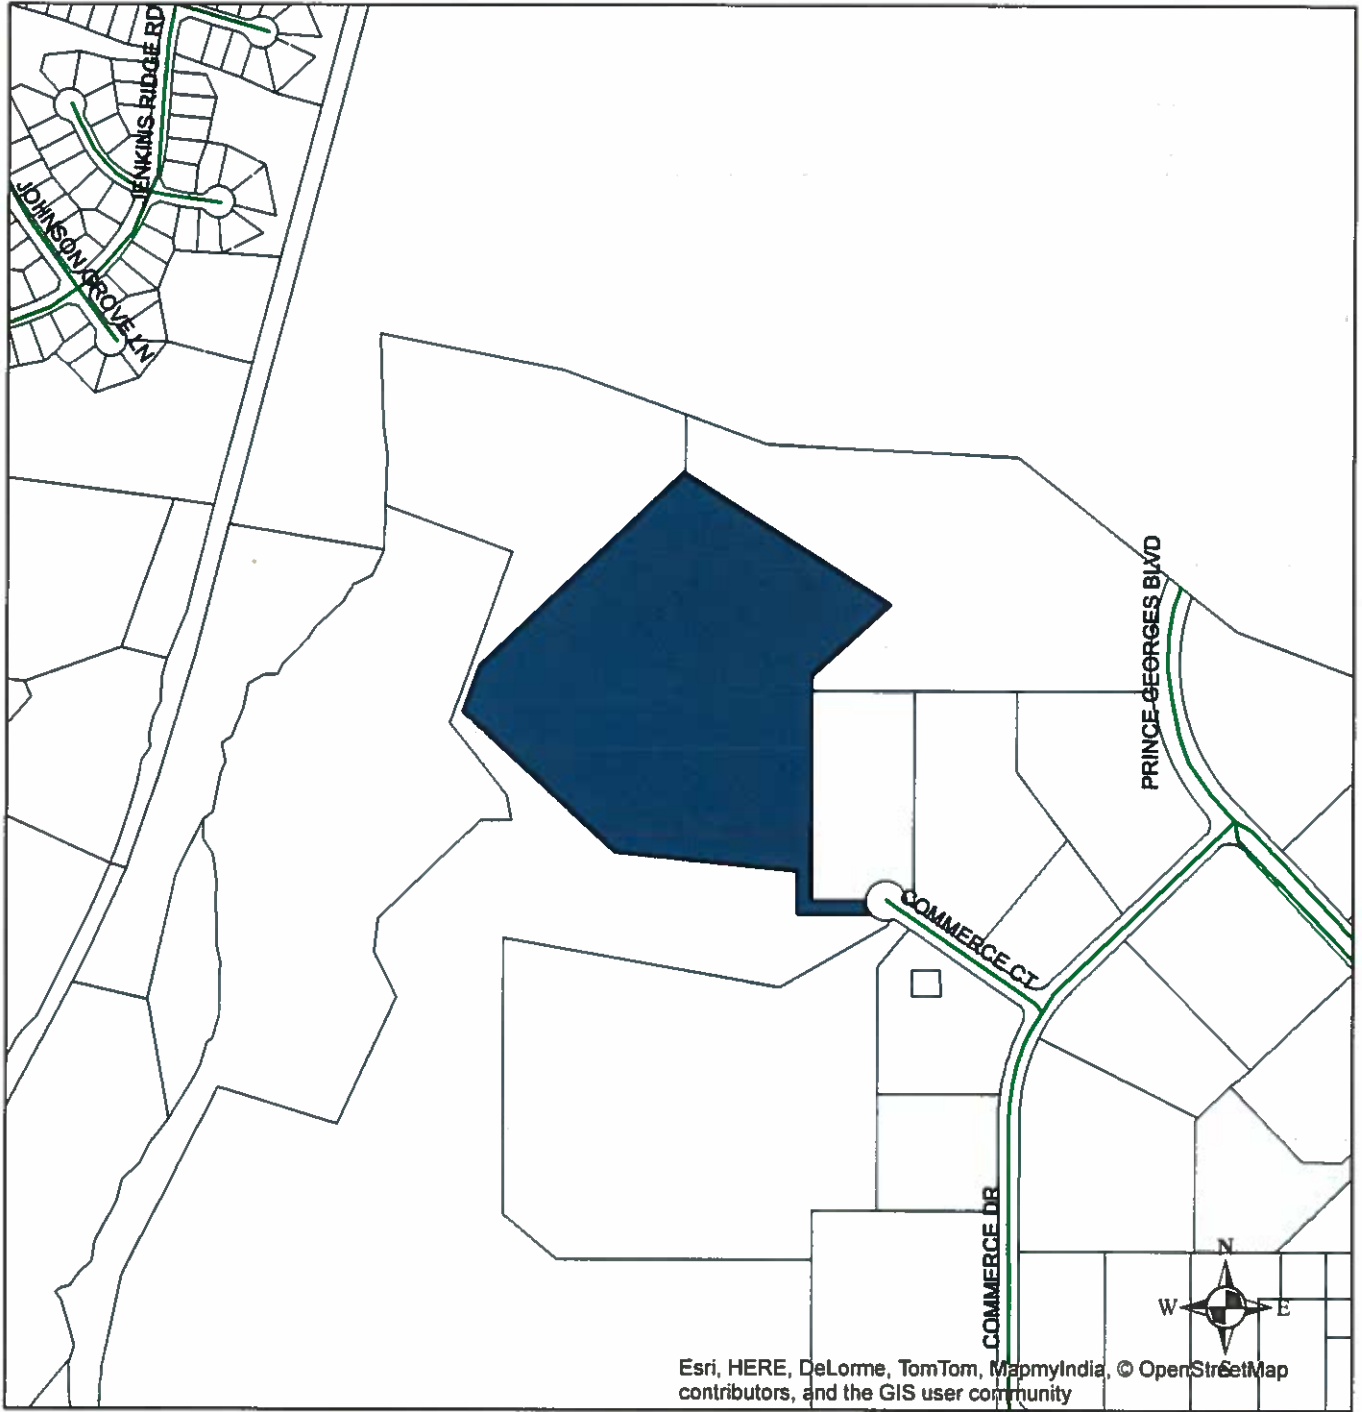 JENKINS RIDGE RD
JOHNSON GROVE LN
PRINCE GEORGES BLVD
COMMERCE CT
COMMERCE DR
N
W E
S
Esri, HERE, DeLorme, TomTom, MapmyIndia, © OpenStreetMap
contributors, and the GIS user community